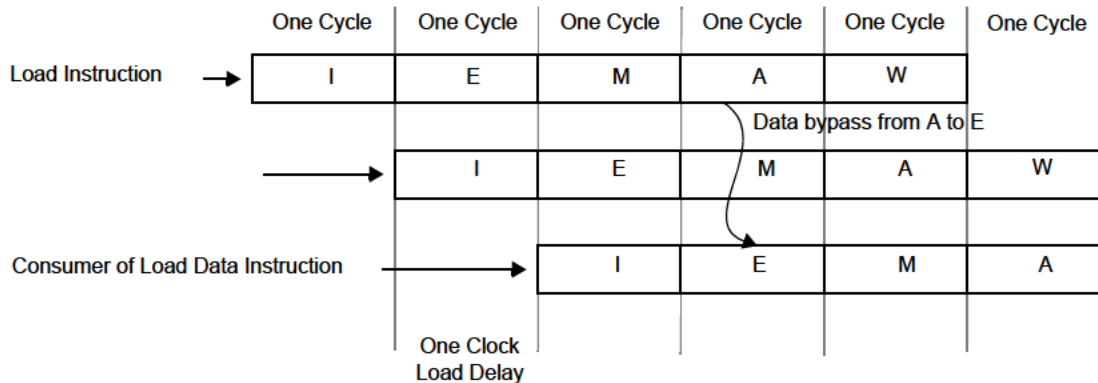 One Cycle One Cycle One Cycle One Cycle One Cycle One Cycle
Load Instruction I E M A W
Data bypass from A to E
I E M A W
Consumer of Load Data Instruction I E M A
One Clock
Load Delay